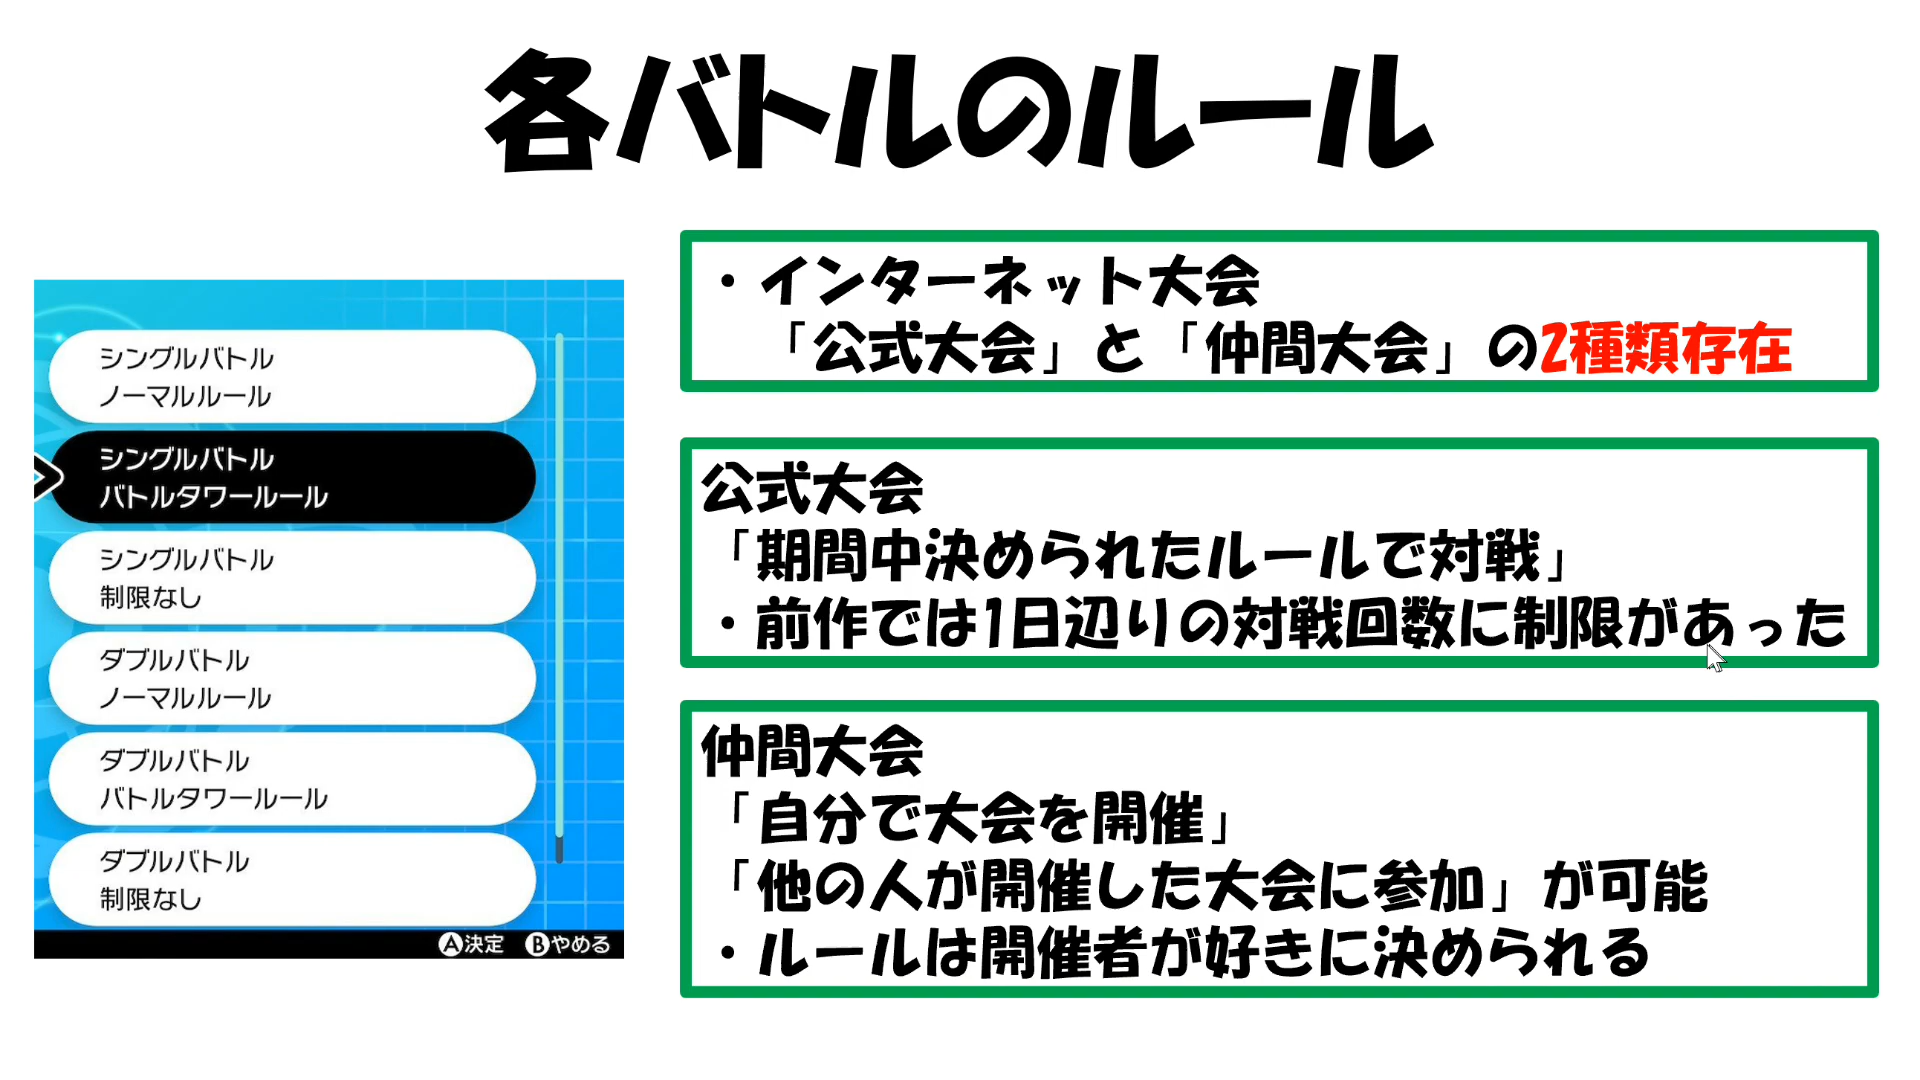 各バトルのルール
シングルバトル
ノーマルルール
シングルバトル
バトルタワールール
シングルバトル
制限なし
ダブルバトル
ノーマルルール
ダブルバトル
バトルタワールール
ダブルバトル
制限なし
Ⓐ決定 Ⓑやめる
・インターネット大会
「公式大会」と「仲間大会」の2種類存在
公式大会
「期間中決められたルールで対戦」
・前作では1日辺りの対戦回数に制限があった
仲間大会
「自分で大会を開催」
「他の人が開催した大会に参加」が可能
・ルールは開催者が好きに決められる